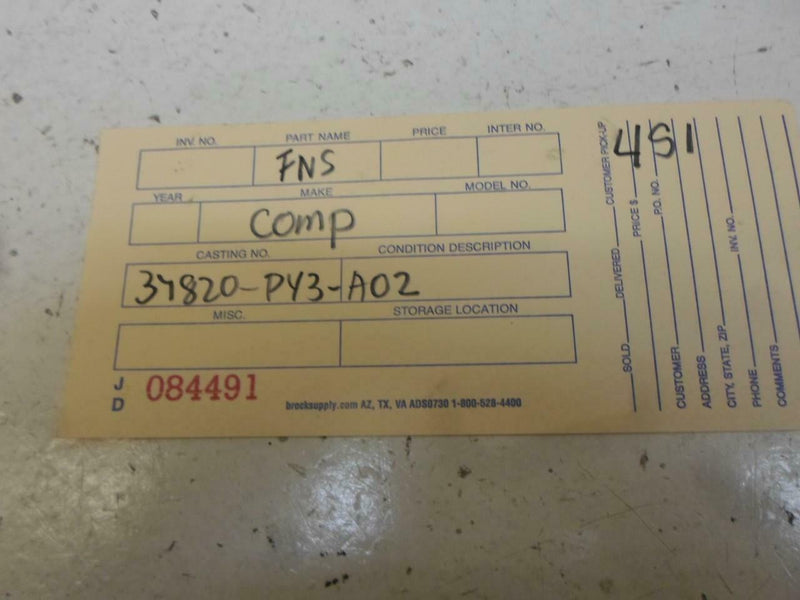 INV. NO. PART NAME PRICE INTER NO.
FNS
YEAR MAKE MODEL NO.
Comp
CASTING NO. CONDITION DESCRIPTION
37820-PY3-A02
MISC. STORAGE LOCATION
J D 084491
brocksupply.com AZ, TX, VA ADS0730 1-800-528-4400
451
SOLD DELIVERED CUSTOMER PICK-UP
PRICE $
P.O. NO.
CUSTOMER
ADDRESS
CITY, STATE, ZIP INV. NO.
PHONE
COMMENTS